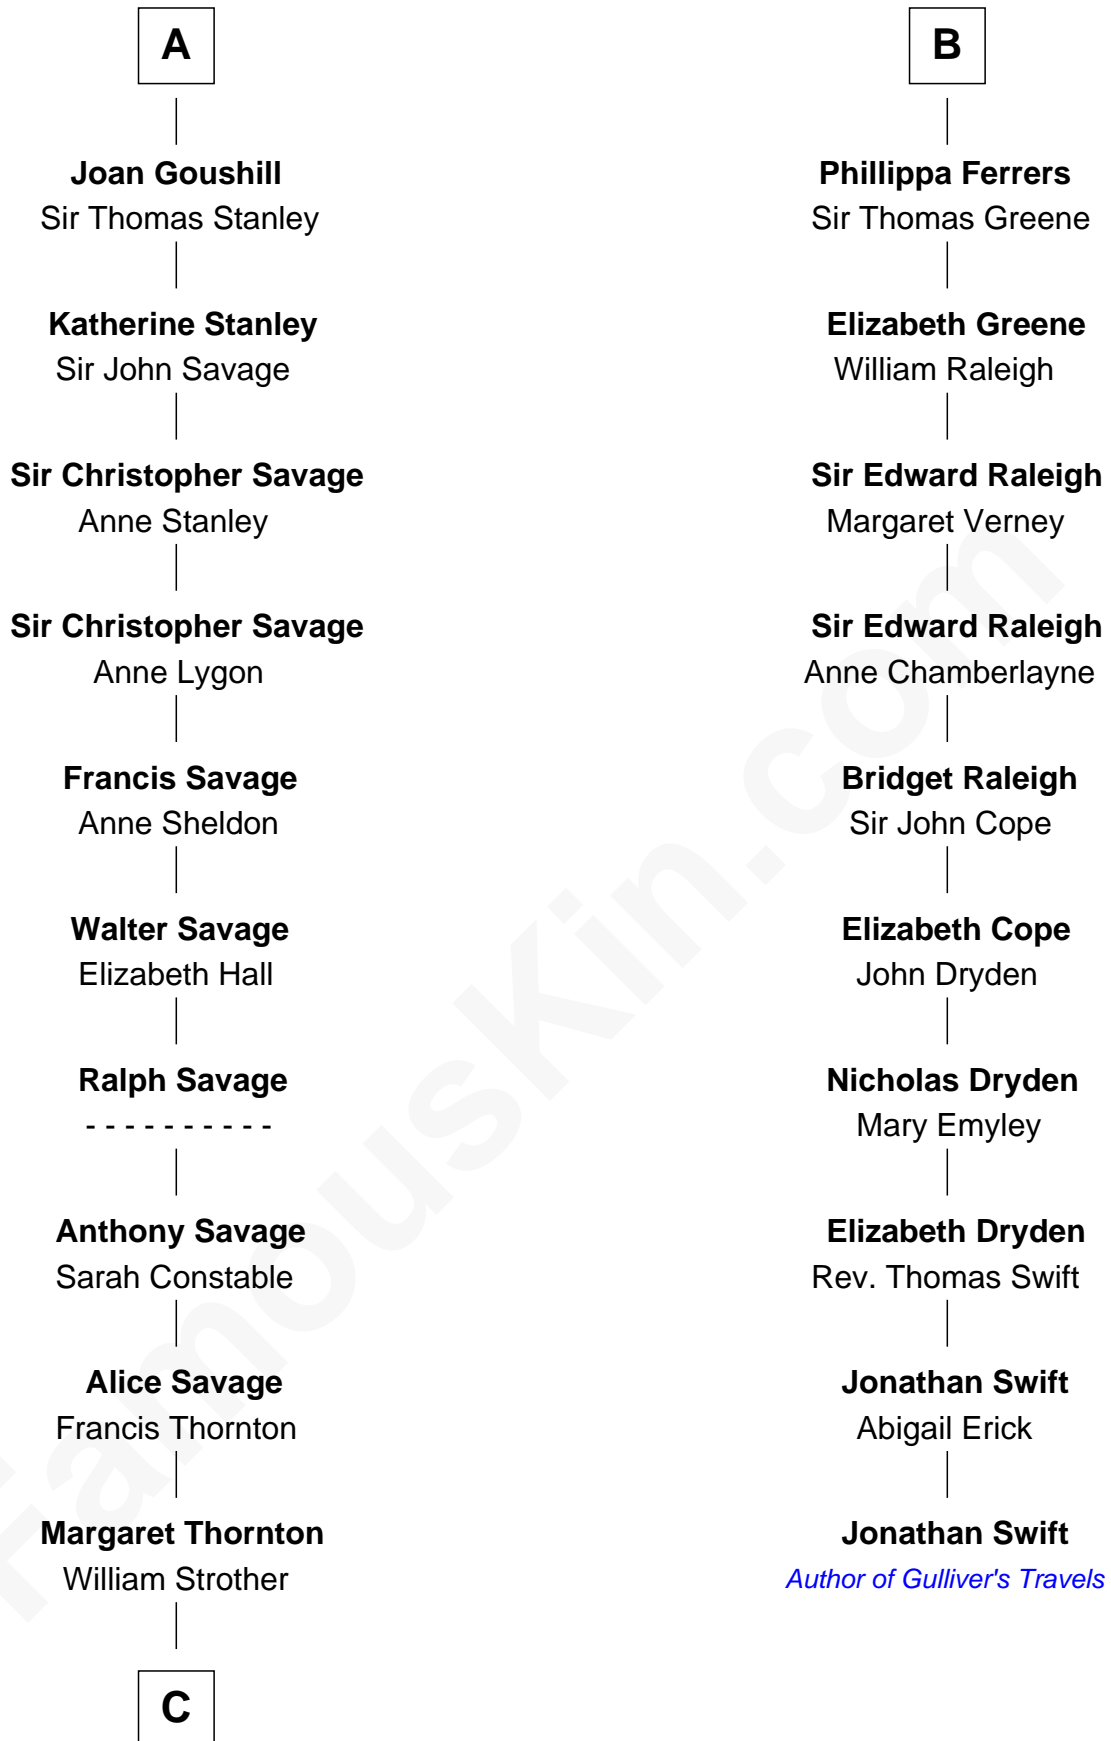 A
Joan Goushill
Sir Thomas Stanley
Katherine Stanley
Sir John Savage
Sir Christopher Savage
Anne Stanley
Sir Christopher Savage
Anne Lygon
Francis Savage
Anne Sheldon
Walter Savage
Elizabeth Hall
Ralph Savage
- - - - - - - - - -
Anthony Savage
Sarah Constable
Alice Savage
Francis Thornton
Margaret Thornton
William Strother
C
B
Phillippa Ferrers
Sir Thomas Greene
Elizabeth Greene
William Raleigh
Sir Edward Raleigh
Margaret Verney
Sir Edward Raleigh
Anne Chamberlayne
Bridget Raleigh
Sir John Cope
Elizabeth Cope
John Dryden
Nicholas Dryden
Mary Emyley
Elizabeth Dryden
Rev. Thomas Swift
Jonathan Swift
Abigail Erick
Jonathan Swift
Author of Gulliver's Travels
FamousKin.com